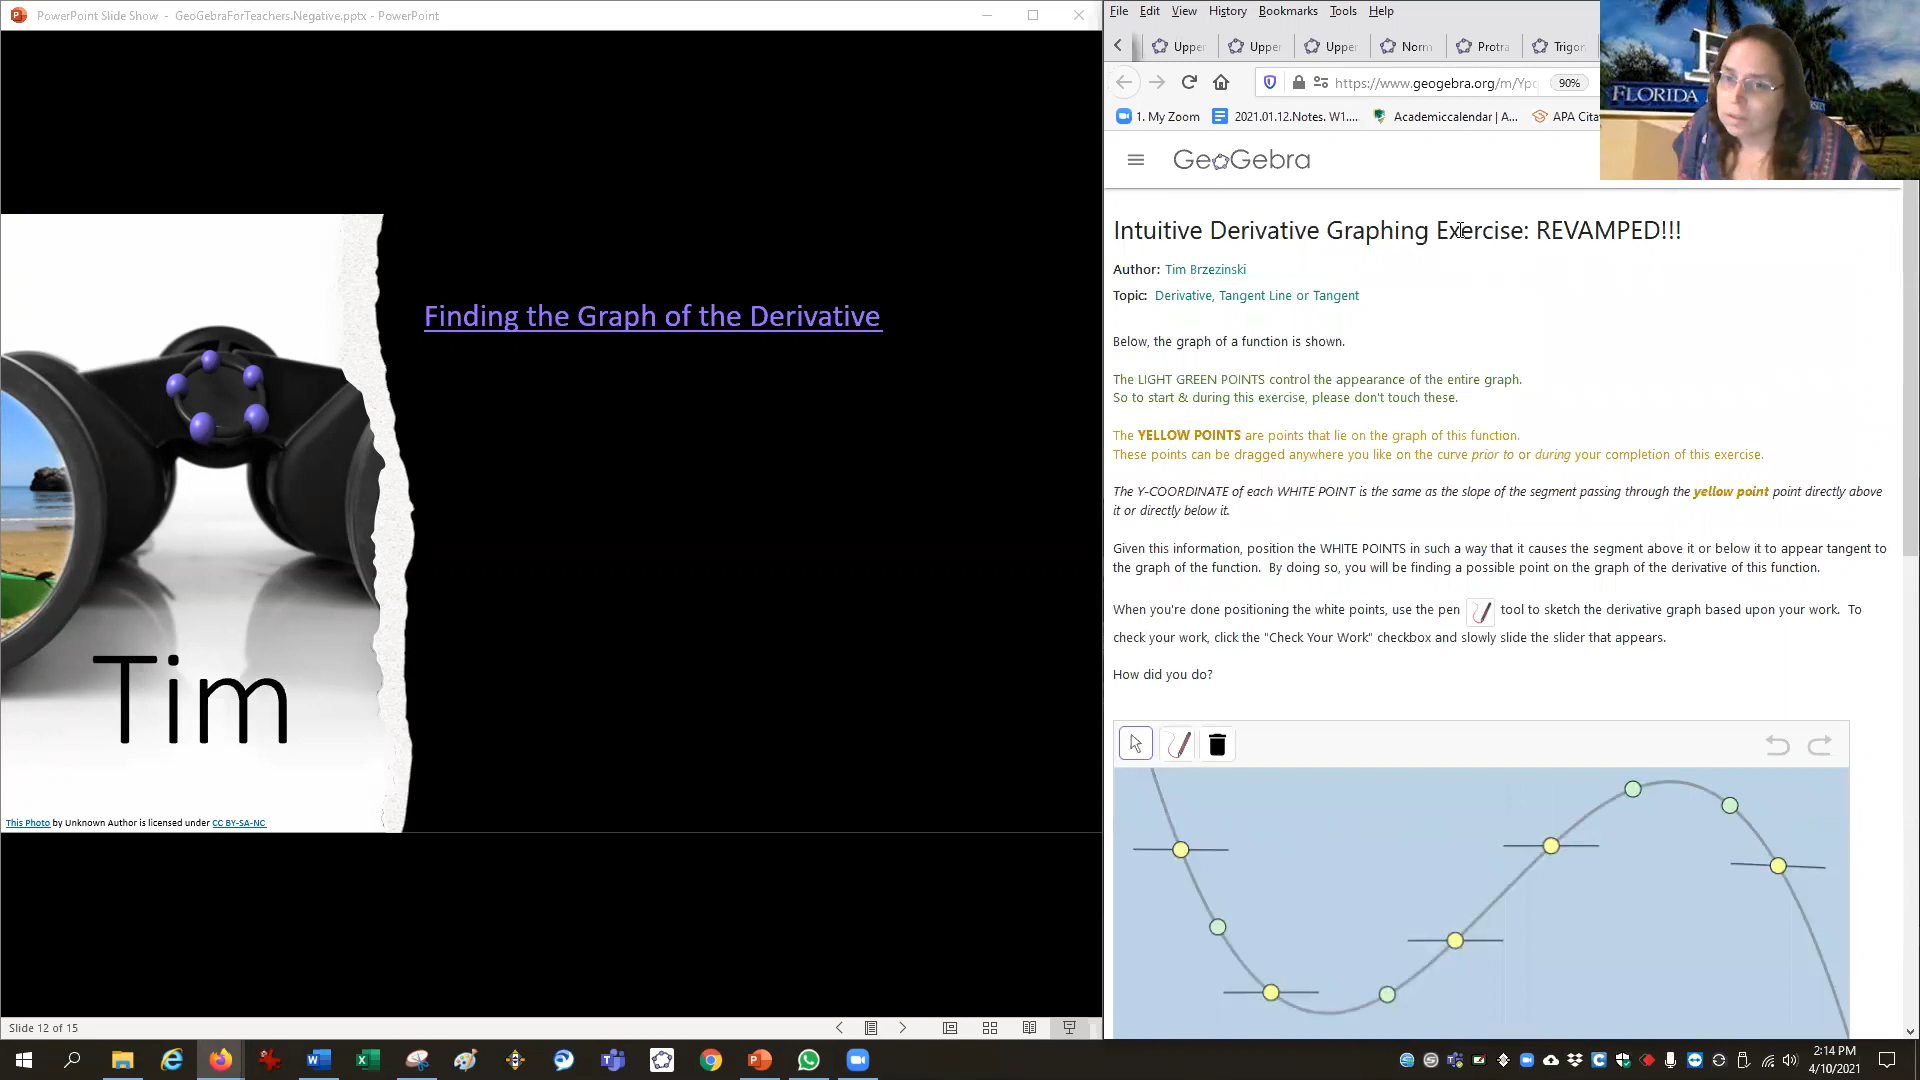 PowerPoint Slide Show - GeoGebraForTeachers.Negative.pptx - PowerPoint
Finding the Graph of the Derivative
Tim
This Photo by Unknown Author is licensed under CC BY-SA-NC
Slide 12 of 15
File Edit View History Bookmarks Tools Help
Upper Upper Upper Norm Protra Trigon
https://www.geogebra.org/m/Ypc 90%
1. My Zoom 2021.01.12.Notes. W1.... Academiccalendar | A... APA Cita
FLORIDA
GeoGebra
Intuitive Derivative Graphing Exercise: REVAMPED!!!
Author: Tim Brzezinski
Topic: Derivative, Tangent Line or Tangent
Below, the graph of a function is shown.
The LIGHT GREEN POINTS control the appearance of the entire graph.
So to start & during this exercise, please don't touch these.
The YELLOW POINTS are points that lie on the graph of this function.
These points can be dragged anywhere you like on the curve prior to or during your completion of this exercise.
The Y-COORDINATE of each WHITE POINT is the same as the slope of the segment passing through the yellow point point directly above
it or directly below it.
Given this information, position the WHITE POINTS in such a way that it causes the segment above it or below it to appear tangent to
the graph of the function. By doing so, you will be finding a possible point on the graph of the derivative of this function.
When you're done positioning the white points, use the pen tool to sketch the derivative graph based upon your work. To
check your work, click the "Check Your Work" checkbox and slowly slide the slider that appears.
How did you do?
2:14 PM
4/10/2021